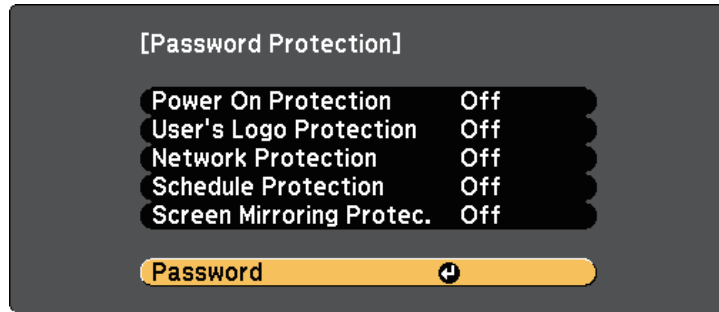 [Password Protection]
Power On Protection Off
User's Logo Protection Off
Network Protection Off
Schedule Protection Off
Screen Mirroring Protec. Off
Password